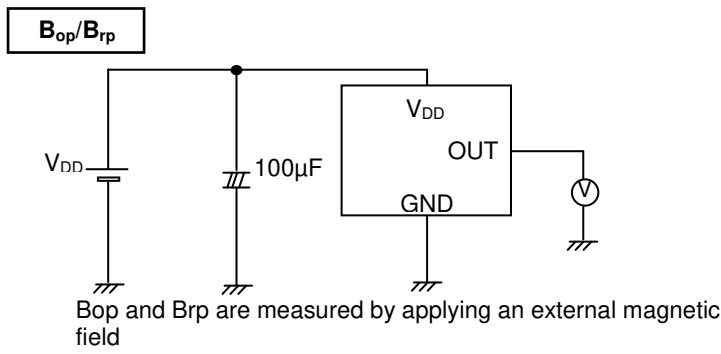 Bop/Brp
VDD
100µF
VDD
OUT
GND
V
Bop and Brp are measured by applying an external magnetic
field